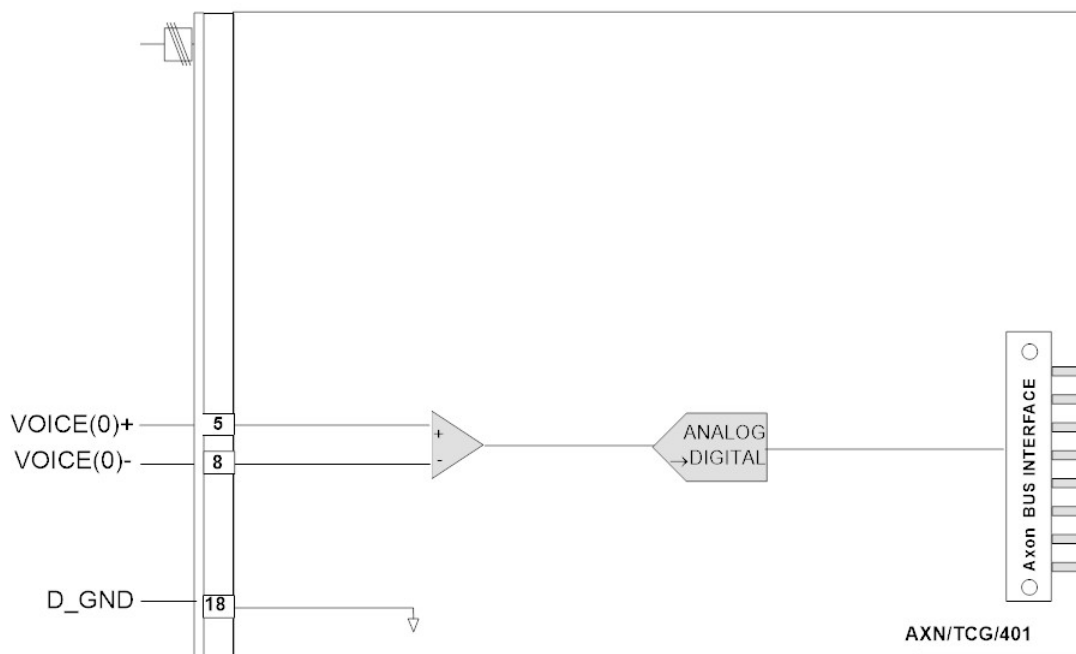 VOICE(0)+
5
+
ANALOG
→DIGITAL
VOICE(0)-
8
-
Axon BUS INTERFACE
D_GND
18
AXN/TCG/401